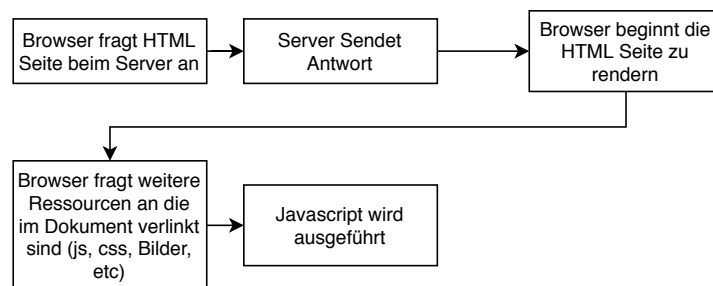 Browser fragt HTML
Seite beim Server an
Server Sendet
Antwort
Browser beginnt die
HTML Seite zu
rendern
Browser fragt weitere
Ressourcen an die
im Dokument verlinkt
sind (js, css, Bilder,
etc)
Javascript wird
ausgeführt